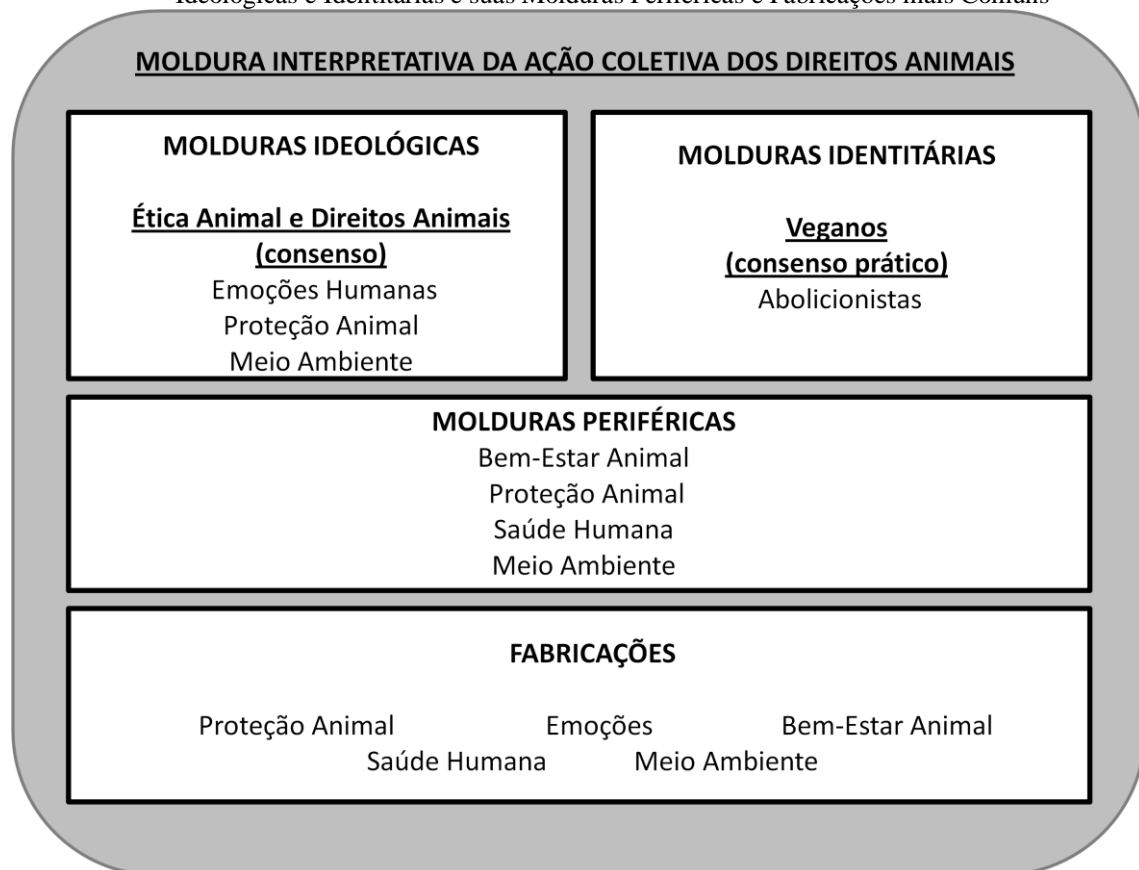 Ideológicas e Identitárias e suas Molduras Periféricas e Fabricações mais Comuns
MOLDURA INTERPRETATIVA DA AÇÃO COLETIVA DOS DIREITOS ANIMAIS
MOLDURAS IDEOLÓGICAS
Ética Animal e Direitos Animais
(consenso)
Emoções Humanas
Proteção Animal
Meio Ambiente
MOLDURAS IDENTITÁRIAS
Veganos
(consenso prático)
Abolicionistas
MOLDURAS PERIFÉRICAS
Bem-Estar Animal
Proteção Animal
Saúde Humana
Meio Ambiente
FABRICAÇÕES
Proteção Animal Emoções Bem-Estar Animal
Saúde Humana Meio Ambiente